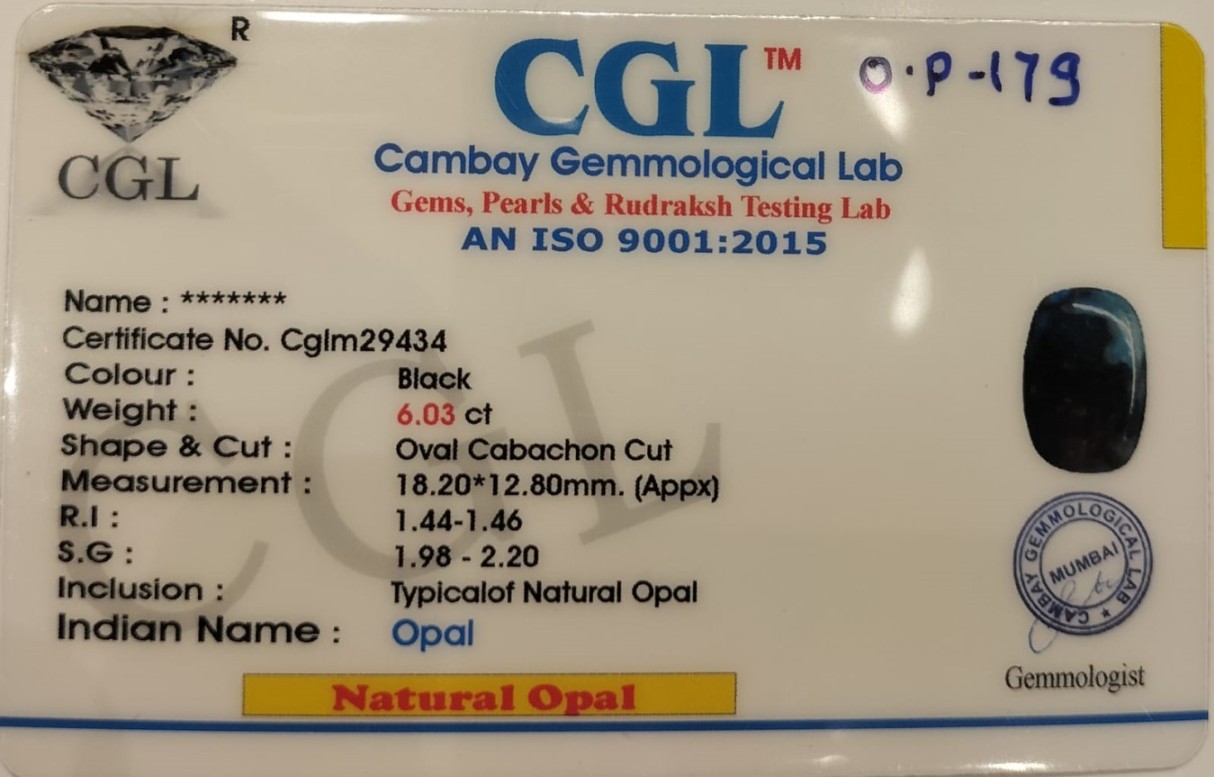 R
CGL
CGL™
O.P-179
Cambay Gemmological Lab
Gems, Pearls & Rudraksh Testing Lab
AN ISO 9001:2015
Name : *******
Certificate No. Cglm29434
Colour : Black
Weight : 6.03 ct
Shape & Cut : Oval Cabachon Cut
Measurement : 18.20*12.80mm. (Appx)
R.I : 1.44-1.46
S.G : 1.98 - 2.20
Inclusion : Typicalof Natural Opal
Indian Name : Opal
Natural Opal
CGL
CAMBAY GEMMOLOGICAL LAB ★
MUMBAI
Gemmologist